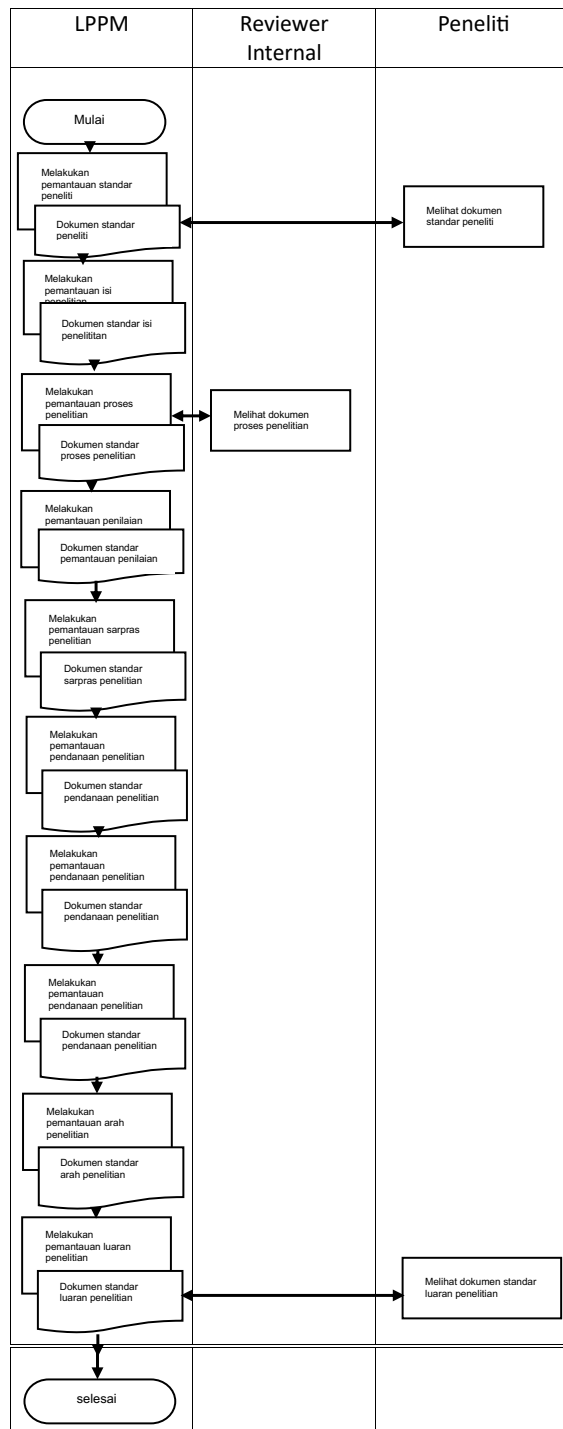 LPPM
Reviewer
Internal
Peneliti
Mulai
Melakukan
pemantauan standar
peneliti
Dokumen standar
peneliti
Melihat dokumen
standar peneliti
Melakukan
pemantauan isi
penelitian
Dokumen standar isi
penelititan
Melakukan
pemantauan proses
penelitian
Dokumen standar
proses penelitian
Melihat dokumen
proses penelitian
Melakukan
pemantauan penilaian
Dokumen standar
pemantauan penilaian
Melakukan
pemantauan sarpras
penelitian
Dokumen standar
sarpras penelitian
Melakukan
pemantauan
pendanaan penelitian
Dokumen standar
pendanaan penelitian
Melakukan
pemantauan
pendanaan penelitian
Dokumen standar
pendanaan penelitian
Melakukan
pemantauan
pendanaan penelitian
Dokumen standar
pendanaan penelitian
Melakukan
pemantauan arah
penelitian
Dokumen standar
arah penelitian
Melakukan
pemantauan luaran
penelitian
Dokumen standar
luaran penelitian
Melihat dokumen standar
luaran penelitian
selesai